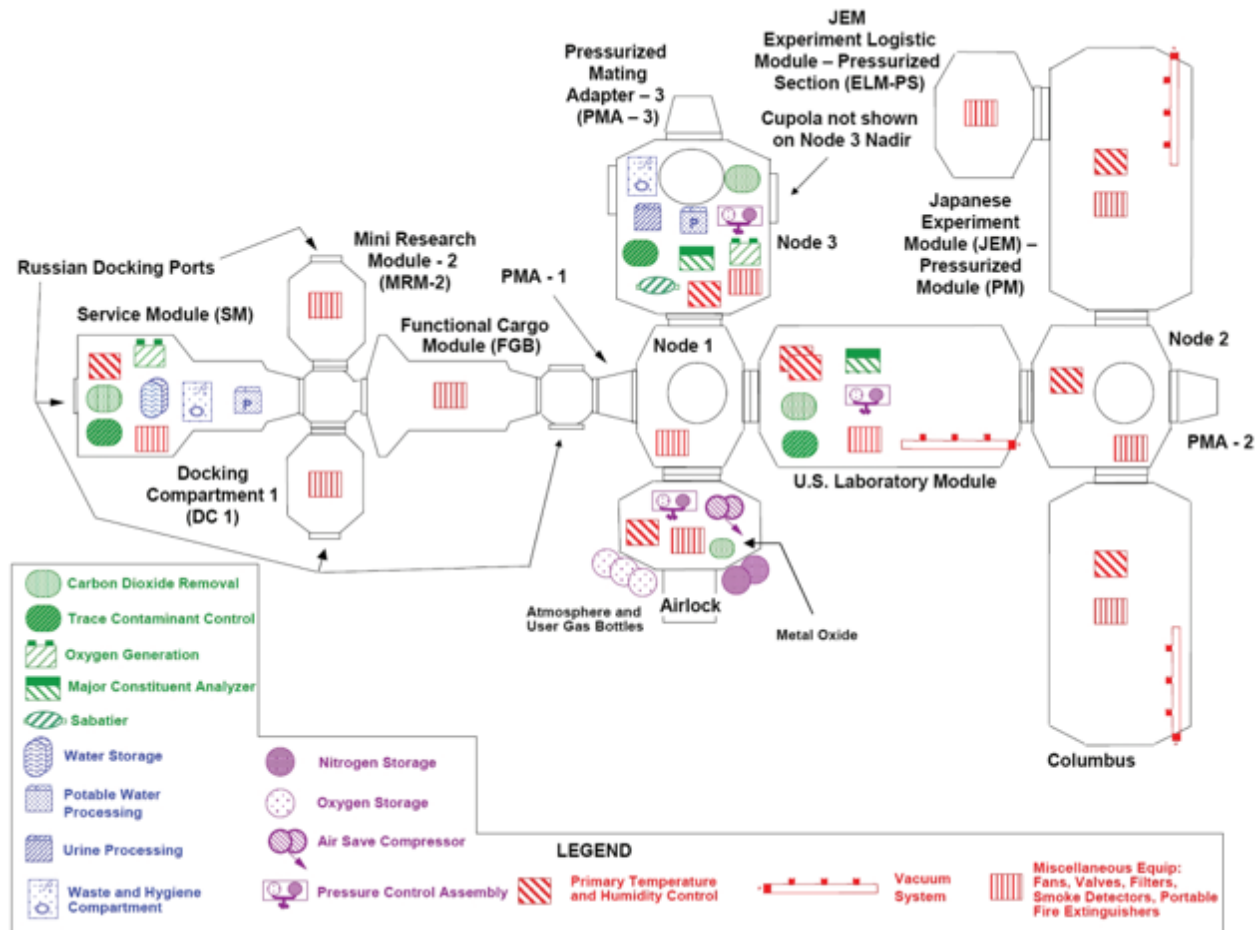 JEM
Experiment Logistic
Module – Pressurized
Section (ELM-PS)
Pressurized
Mating
Adapter – 3
(PMA – 3)
Cupola not shown
on Node 3 Nadir
Japanese
Experiment
Module (JEM) –
Pressurized
Module (PM)
Node 3
Russian Docking Ports
Mini Research
Module - 2
(MRM-2)
PMA - 1
Service Module (SM)
Functional Cargo
Module (FGB)
Node 1
Node 2
P
P
PMA - 2
U.S. Laboratory Module
Docking
Compartment 1
(DC 1)
Atmosphere and
User Gas Bottles
Airlock
Metal Oxide
Columbus
Carbon Dioxide Removal
Trace Contaminant Control
Oxygen Generation
Major Constituent Analyzer
Sabatier
Water Storage
Potable Water
Processing
Urine Processing
Waste and Hygiene
Compartment
Nitrogen Storage
Oxygen Storage
Air Save Compressor
Pressure Control Assembly
LEGEND
Primary Temperature
and Humidity Control
Vacuum
System
Miscellaneous Equip:
Fans, Valves, Filters,
Smoke Detectors, Portable
Fire Extinguishers